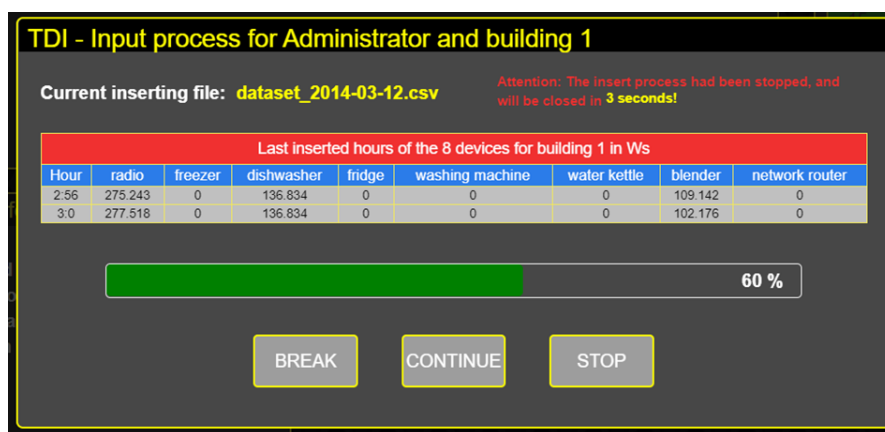 TDI - Input process for Administrator and building 1
Current inserting file: dataset_2014-03-12.csv
Attention: The insert process had been stopped, and
will be closed in 3 seconds!
Last inserted hours of the 8 devices for building 1 in Ws
Hour radio freezer dishwasher fridge washing machine water kettle blender network router
2:56 275.243 0 136.834 0 0 0 109.142 0
3:0 277.518 0 136.834 0 0 0 102.176 0
60 %
BREAK CONTINUE STOP